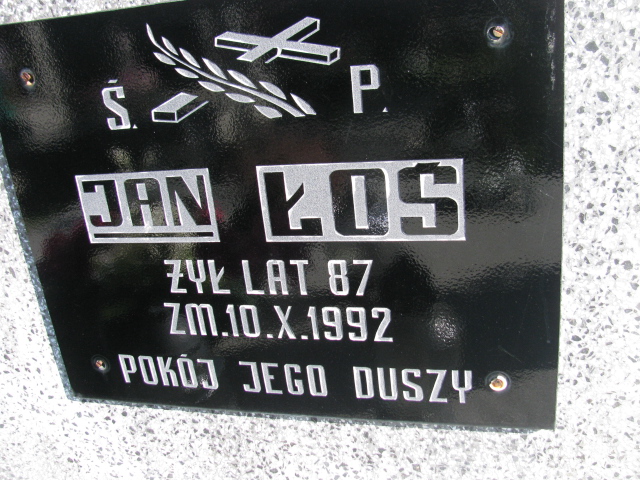 Ś. P.
JAN ŁOŚ
ŻYŁ LAT 87
ZM. 10. X. 1992
POKÓJ JEGO DUSZY